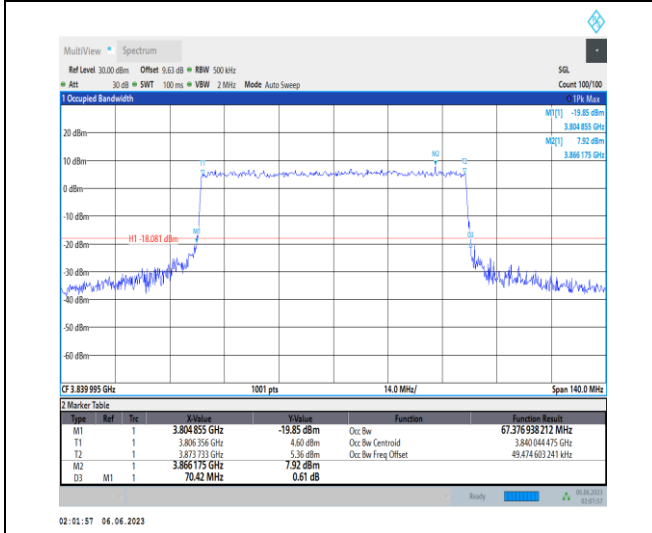 MultiView Spectrum
Ref Level 30.00 dBm Offset 9.63 dB RBW 500 kHz SGL
Att 30 dB SWT 100 ms VBW 2 MHz Mode Auto Sweep Count 100/100
1 Occupied Bandwidth 1Pk Max
M1[1] -19.85 dBm
3.804 855 GHz
M2[1] 7.92 dBm
3.866 175 GHz
20 dBm
10 dBm
M2
T1
T2
0 dBm
-10 dBm
M1
D3
H1 -18.081 dBm
-20 dBm
-30 dBm
-40 dBm
-50 dBm
-60 dBm
CF 3.839 995 GHz 1001 pts 14.0 MHz/ Span 140.0 MHz
2 Marker Table
Type Ref Trc X-Value Y-Value Function Function Result
M1 1 3.804 855 GHz -19.85 dBm Occ Bw 67.376 938 212 MHz
T1 1 3.806 356 GHz 4.60 dBm Occ Bw Centroid 3.840 044 475 GHz
T2 1 3.873 733 GHz 5.36 dBm Occ Bw Freq Offset 49.474 603 241 kHz
M2 1 3.866 175 GHz 7.92 dBm
D3 M1 1 70.42 MHz 0.61 dB
Ready 06.06.2023
02:01:57
02:01:57 06.06.2023